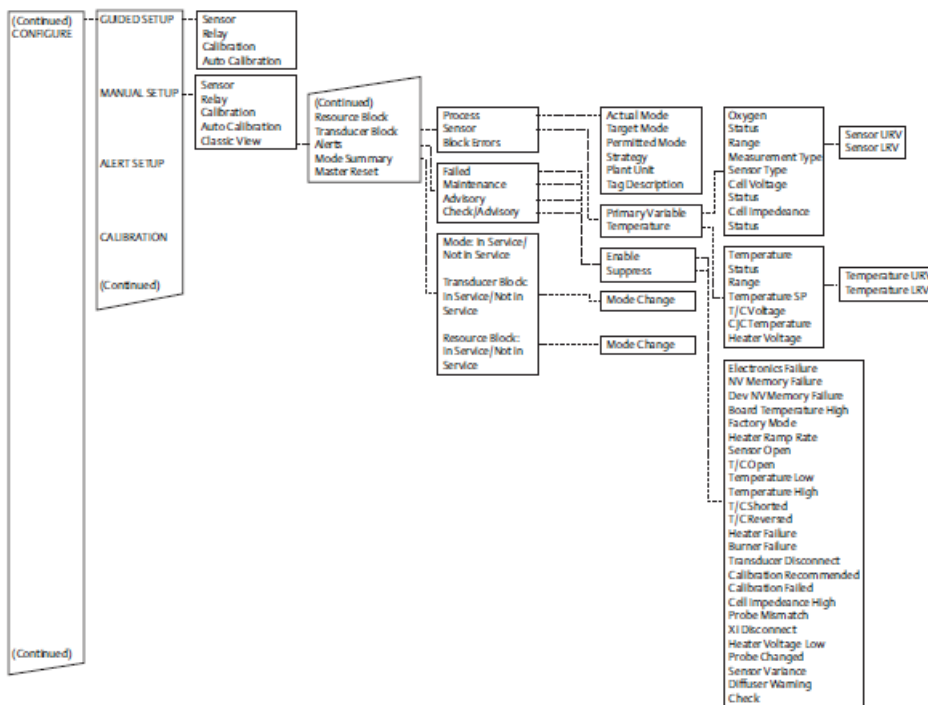 (Continued)
CONFIGURE
(Continued)
GUIDED SETUP
MANUAL SETUP
ALERT SETUP
CALIBRATION
(Continued)
Sensor
Relay
Calibration
Auto Calibration
Sensor
Relay
Calibration
Auto Calibration
Classic View
(Continued)
Resource Block
Transducer Block
Alerts
Mode Summary
Master Reset
Process
Sensor
Block Errors
Failed
Maintenance
Advisory
Check/Advisory
Mode: In Service/
Not in Service
Transducer Block:
In Service/Not in
Service
Resource Block:
In Service/Not in
Service
Actual Mode
Target Mode
Permitted Mode
Strategy
Plant Unit
Tag Description
Primary Variable
Temperature
Enable
Suppress
Mode Change
Mode Change
Oxygen
Status
Range
Measurement Type
Sensor Type
Cell Voltage
Status
Cell Impedance
Status
Sensor URV
Sensor LRV
Temperature
Status
Range
Temperature SP
T/C Voltage
CJC Temperature
Heater Voltage
Temperature URV
Temperature LRV
Electronics Failure
NV Memory Failure
Dev NV Memory Failure
Board Temperature High
Factory Mode
Heater Ramp Rate
Sensor Open
T/C Open
Temperature Low
Temperature High
T/C Shorted
T/C Reversed
Heater Failure
Burner Failure
Transducer Disconnect
Calibration Recommended
Calibration Failed
Cell Impedeance High
Probe Mismatch
XI Disconnect
Heater Voltage Low
Probe Changed
Sensor Variance
Diffuser Warning
Check